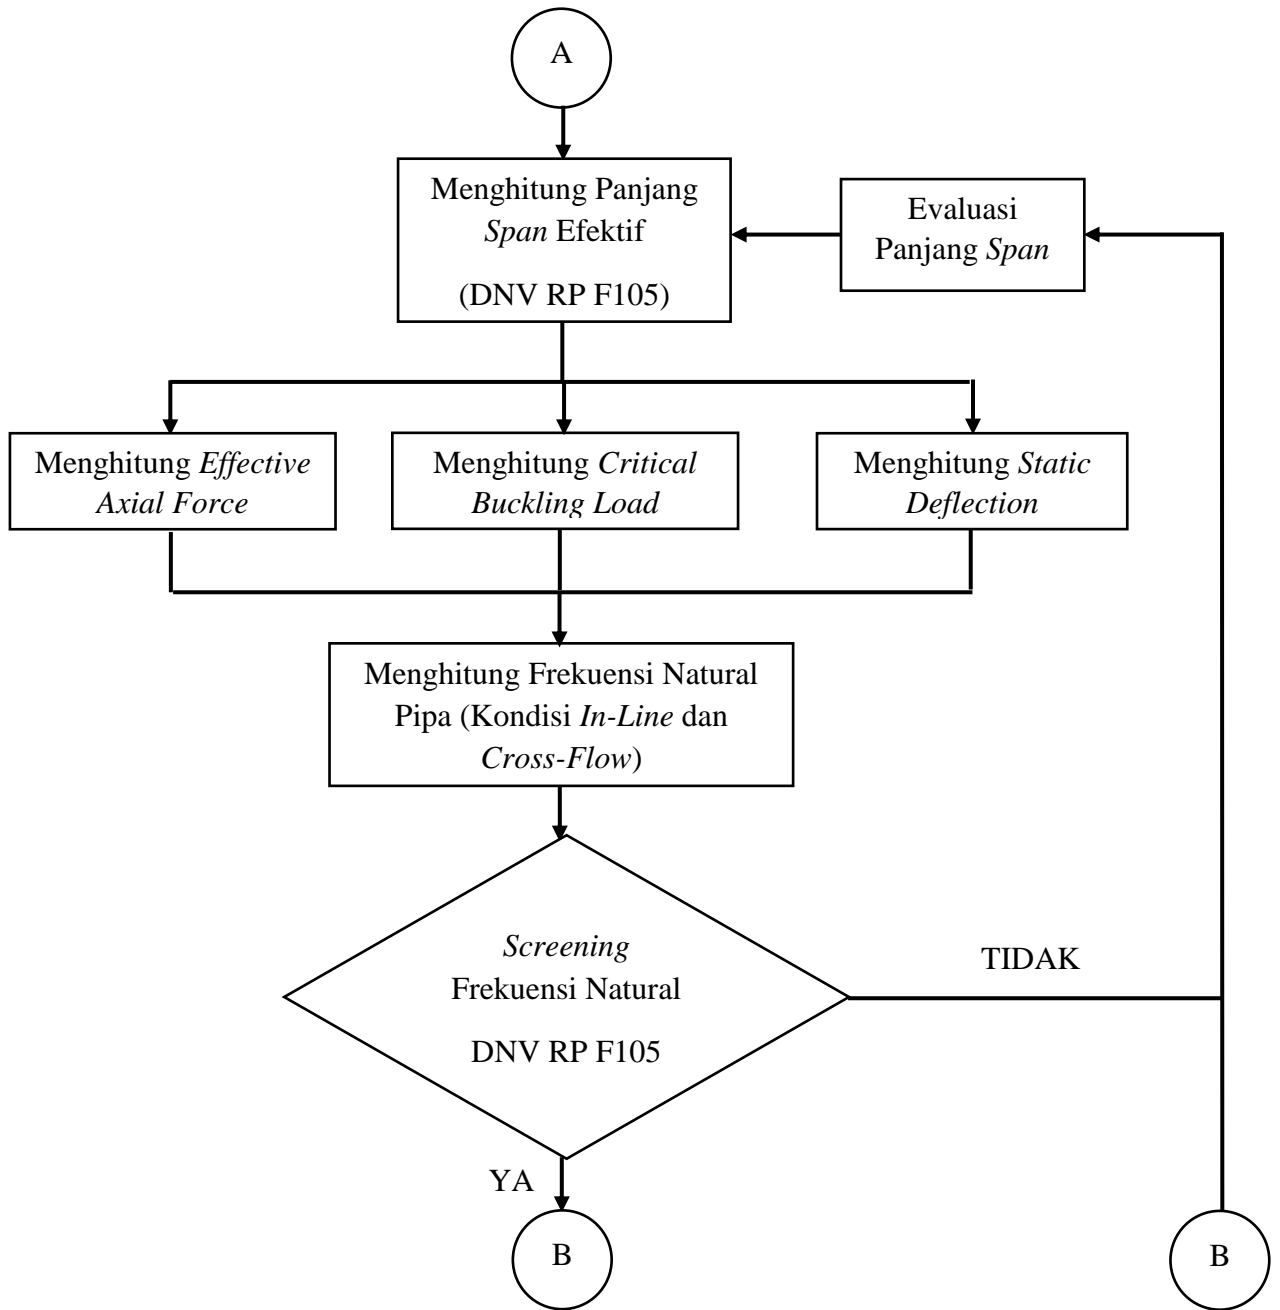 A
Menghitung Panjang
Span Efektif
(DNV RP F105)
Evaluasi
Panjang Span
Menghitung Effective
Axial Force
Menghitung Critical
Buckling Load
Menghitung Static
Deflection
Menghitung Frekuensi Natural
Pipa (Kondisi In-Line dan
Cross-Flow)
Screening
Frekuensi Natural
DNV RP F105
TIDAK
YA
B
B